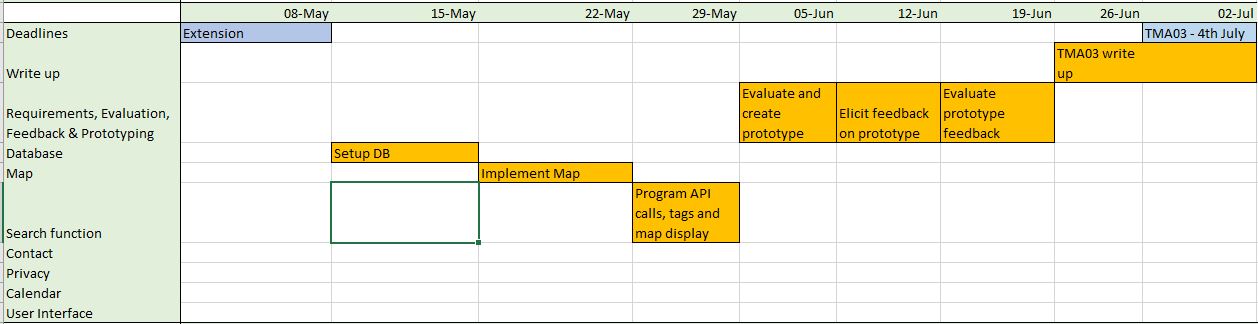 08-May 15-May 22-May 29-May 05-Jun 12-Jun 19-Jun 26-Jun 02-Jul
Deadlines Extension TMA03 - 4th July
Write up
TMA03 write
up
Requirements, Evaluation,
Feedback & Prototyping
Evaluate and
create
prototype
Elicit feedback
on prototype
Evaluate
prototype
feedback
Database Setup DB
Map Implement Map
Search function
Program API
calls, tags and
map display
Contact
Privacy
Calendar
User Interface